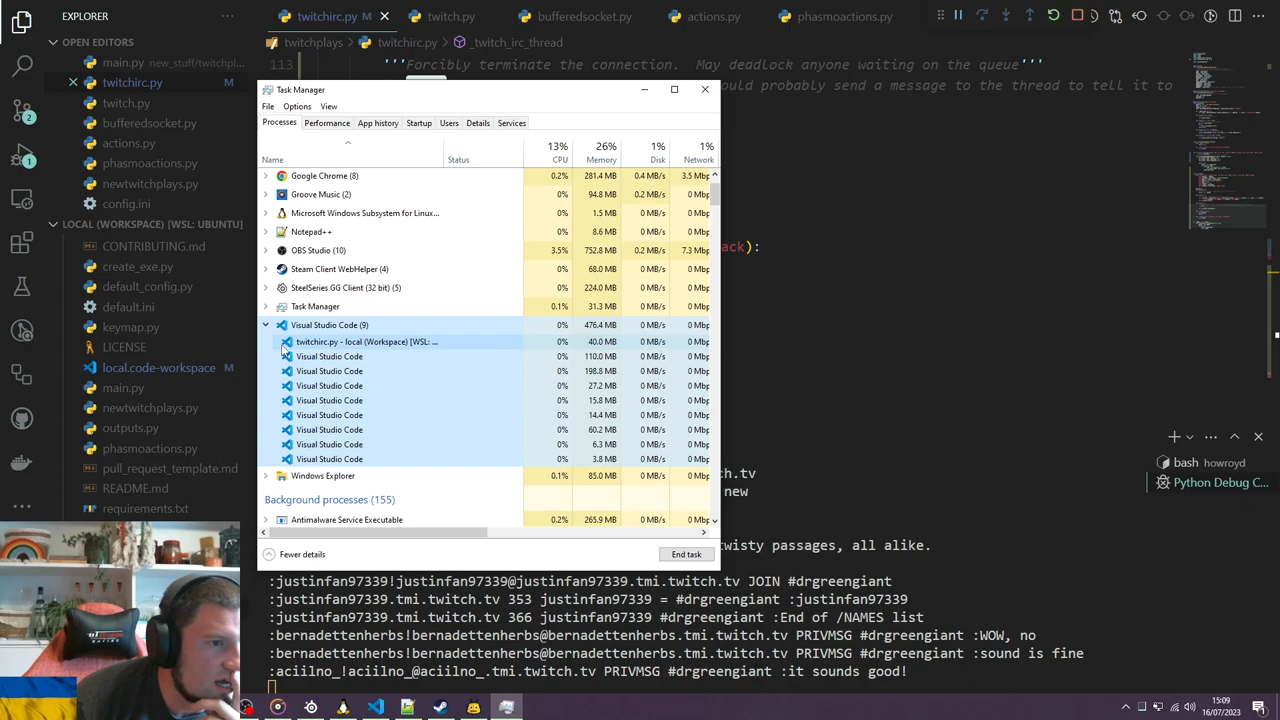 EXPLORER
twitchirc.py
twitch.py
bufferedsocket.py
actions.py
phasmoactions.py
OPEN EDITORS
twitchplays
twitchirc.py
_twitch_irc_thread
main.py new_stuff/twitchpl...
113 '''Forcibly terminate the connection. May deadlock anyone waiting on the queue'''
twitchirc.py M
ould probably send a message to the thread to tell it to
twitch.py
bufferedsocket.py
actions.py
phasmoactions.py
newtwitchplays.py
config.ini
LOCAL (WORKSPACE) [WSL: UBUNTU]
CONTRIBUTING.md
ack):
create_exe.py
default_config.py
default.ini
keymap.py
LICENSE
local.code-workspace M
main.py
newtwitchplays.py
outputs.py
phasmoactions.py
pull_request_template.md
README.md
requirements.txt
2
1
Task Manager
File Options View
Processes Performance App history Startup Users Details Services
13% 26% 1% 1%
Name Status CPU Memory Disk Network
Google Chrome (8) 0.2% 281.4 MB 0.4 MB/s 3.5 Mbp
Groove Music (2) 0% 94.8 MB 0.2 MB/s 0 Mbp
Microsoft Windows Subsystem for Linux... 0% 1.5 MB 0 MB/s 0 Mbp
Notepad++ 0% 8.6 MB 0 MB/s 0 Mbp
OBS Studio (10) 3.5% 752.8 MB 0.2 MB/s 7.3 Mbp
Steam Client WebHelper (4) 0% 68.0 MB 0 MB/s 0 Mbp
SteelSeries GG Client (32 bit) (5) 0% 224.0 MB 0 MB/s 0 Mbp
Task Manager 0.1% 31.3 MB 0 MB/s 0 Mbp
Visual Studio Code (9) 0% 476.4 MB 0 MB/s 0 Mbp
twitchirc.py - local (Workspace) [WSL: ... 0% 40.0 MB 0 MB/s 0 Mbp
Visual Studio Code 0% 110.0 MB 0 MB/s 0 Mbp
Visual Studio Code 0% 198.8 MB 0 MB/s 0 Mbp
Visual Studio Code 0% 27.2 MB 0 MB/s 0 Mbp
Visual Studio Code 0% 15.8 MB 0 MB/s 0 Mbp
Visual Studio Code 0% 14.4 MB 0 MB/s 0 Mbp
Visual Studio Code 0% 60.2 MB 0 MB/s 0 Mbp
Visual Studio Code 0% 6.3 MB 0 MB/s 0 Mbp
Visual Studio Code 0% 3.8 MB 0 MB/s 0 Mbp
Windows Explorer 0.1% 85.0 MB 0 MB/s 0 Mbp
Background processes (155)
Antimalware Service Executable 0.2% 265.9 MB 0 MB/s 0 Mbp
Fewer details
End task
bash howroyd
Python Debug C...
h.tv
new
twisty passages, all alike.
:justinfan97339!justinfan97339@justinfan97339.tmi.twitch.tv JOIN #drgreengiant
:justinfan97339.tmi.twitch.tv 353 justinfan97339 = #drgreengiant :justinfan97339
:justinfan97339.tmi.twitch.tv 366 justinfan97339 #drgreengiant :End of /NAMES list
:bernadettenherbs!bernadettenherbs@bernadettenherbs.tmi.twitch.tv PRIVMSG #drgreengiant :WOW, no
:bernadettenherbs!bernadettenherbs@bernadettenherbs.tmi.twitch.tv PRIVMSG #drgreengiant :sound is fine
:acido____!acido____@acido____.tmi.twitch.tv PRIVMSG #drgreengiant :it sounds good!
15:09
16/07/2023